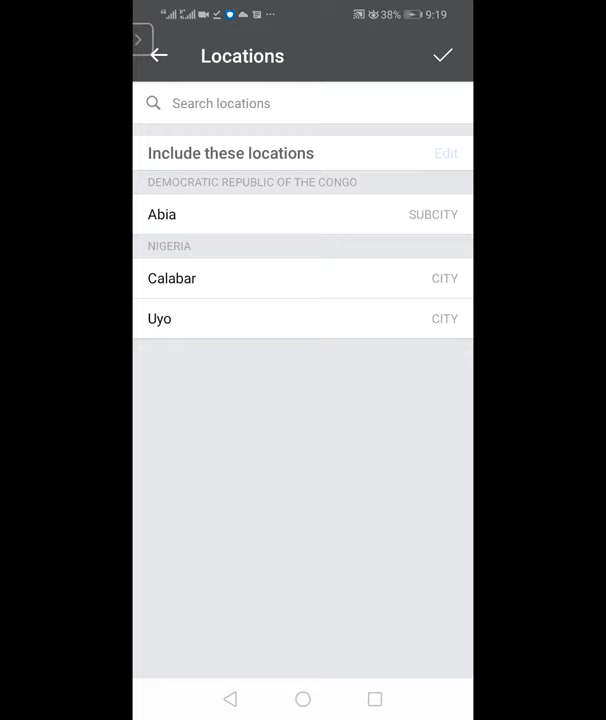 38% 9:19
Locations
Search locations
Include these locations Edit
DEMOCRATIC REPUBLIC OF THE CONGO
Abia SUBCITY
NIGERIA
Calabar CITY
Uyo CITY